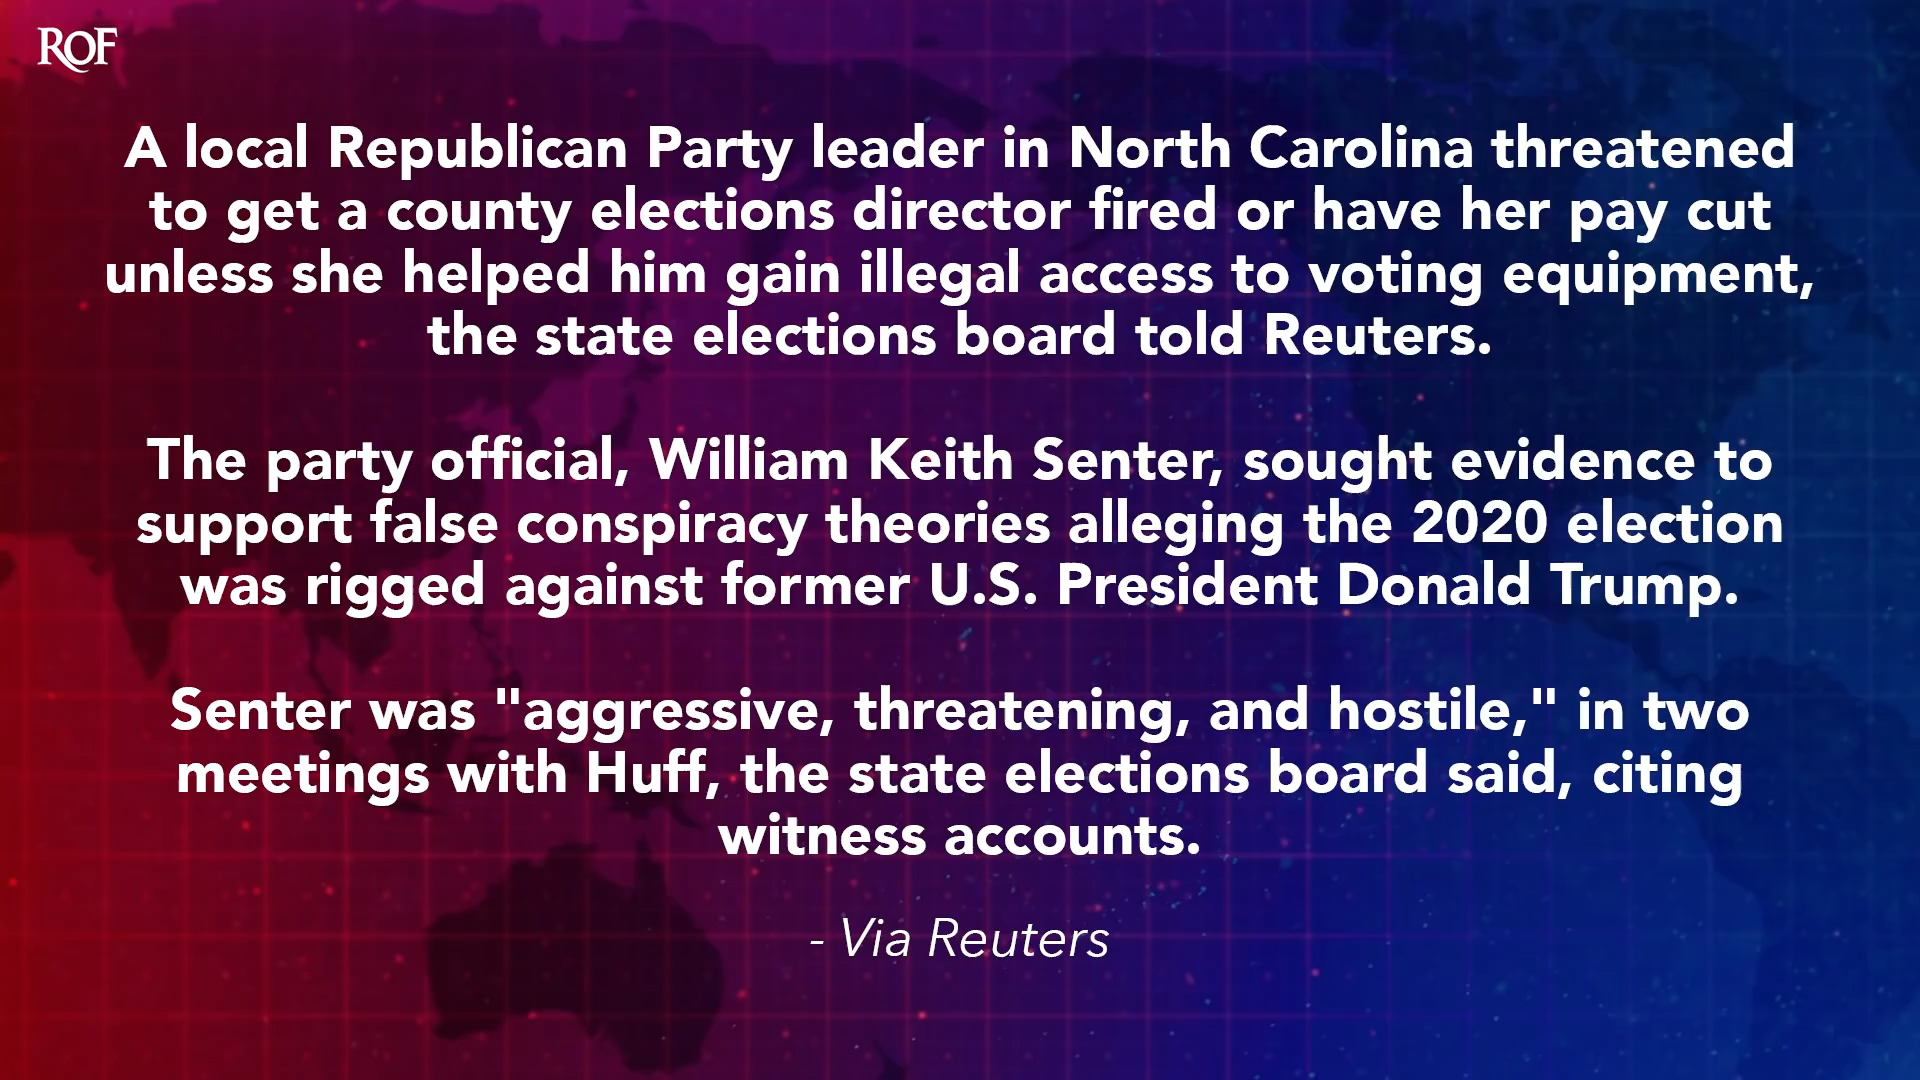 ROF
A local Republican Party leader in North Carolina threatened
to get a county elections director fired or have her pay cut
unless she helped him gain illegal access to voting equipment,
the state elections board told Reuters.
The party official, William Keith Senter, sought evidence to
support false conspiracy theories alleging the 2020 election
was rigged against former U.S. President Donald Trump.
Senter was "aggressive, threatening, and hostile," in two
meetings with Huff, the state elections board said, citing
witness accounts.
- Via Reuters